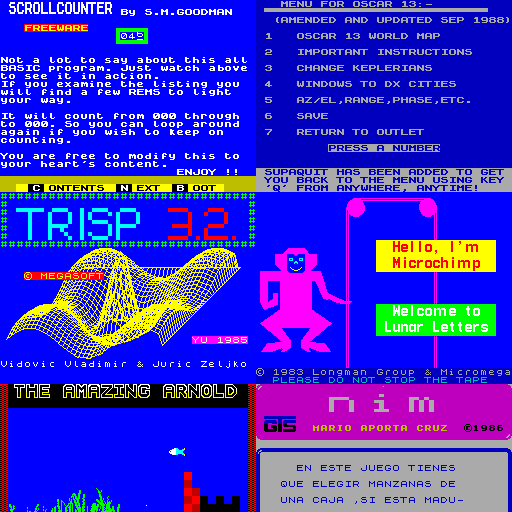 SCROLLCOUNTER By S.M.GOODMAN
FREEWARE
045
Not a lot to say about this all
BASIC program. Just watch above
to see it in action.
If you examine the listing you
will find a few REMS to light
your way.
It will count from 000 through
to 000. So you can loop around
again if you wish to keep on
counting.
You are free to modify this to
your heart's content.
ENJOY !!
C ONTENTS N EXT B OOT
MENU FOR OSCAR 13:-
(AMENDED AND UPDATED SEP 1988)
1 OSCAR 13 WORLD MAP
2 IMPORTANT INSTRUCTIONS
3 CHANGE KEPLERIANS
4 WINDOWS TO DX CITIES
5 AZ/EL,RANGE,PHASE,ETC.
6 SAVE
7 RETURN TO OUTLET
PRESS A NUMBER
SUPAQUIT HAS BEEN ADDED TO GET
YOU BACK TO THE MENU USING KEY
'Q' FROM ANYWHERE, ANYTIME!
TRISP 3.2.
© MEGASOFT
YU 1985
Vidovic Vladimir & Juric Zeljko
Hello, I'm
Microchimp
Welcome to
Lunar Letters
© 1983 Longman Group & Micromega
PLEASE DO NOT STOP THE TAPE
THE AMAZING ARNOLD
nim
GTS
MARIO APORTA CRUZ ©1986
EN ESTE JUEGO TIENES
QUE ELEGIR MANZANAS DE
UNA CAJA ,SI ESTA MADU-